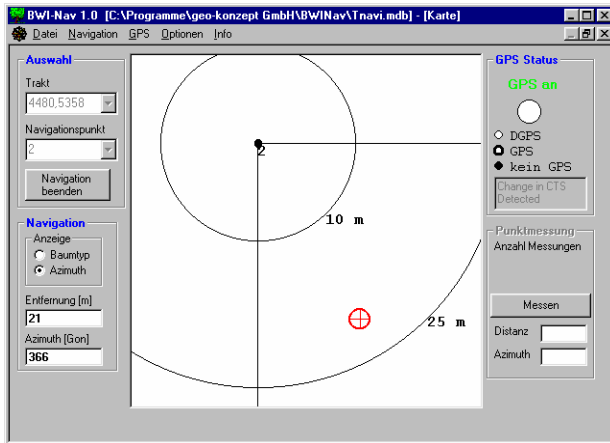 BWI-Nav 1.0 [C:\Programme\geo-konzept GmbH\BWINav\Tnavi.mdb] - [Karte]
Datei Navigation GPS Optionen Info
Auswahl
Trakt
4480,5358
Navigationspunkt
2
Navigation
beenden
Navigation
Anzeige
Baumtyp
Azimuth
Entfernung [m]
21
Azimuth [Gon]
366
2
10 m
25 m
GPS Status
GPS an
DGPS
GPS
kein GPS
Change in CTS
Detected
Punktmessung
Anzahl Messungen
Messen
Distanz
Azimuth